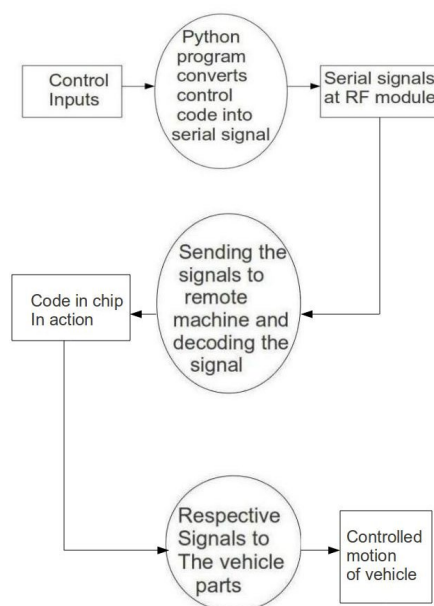 Control
Inputs
Python
program
converts
control
code into
serial signal
Serial signals
at RF module
Sending the
signals to
remote
machine and
decoding the
signal
Code in chip
In action
Respective
Signals to
The vehicle
parts
Controlled
motion
of vehicle